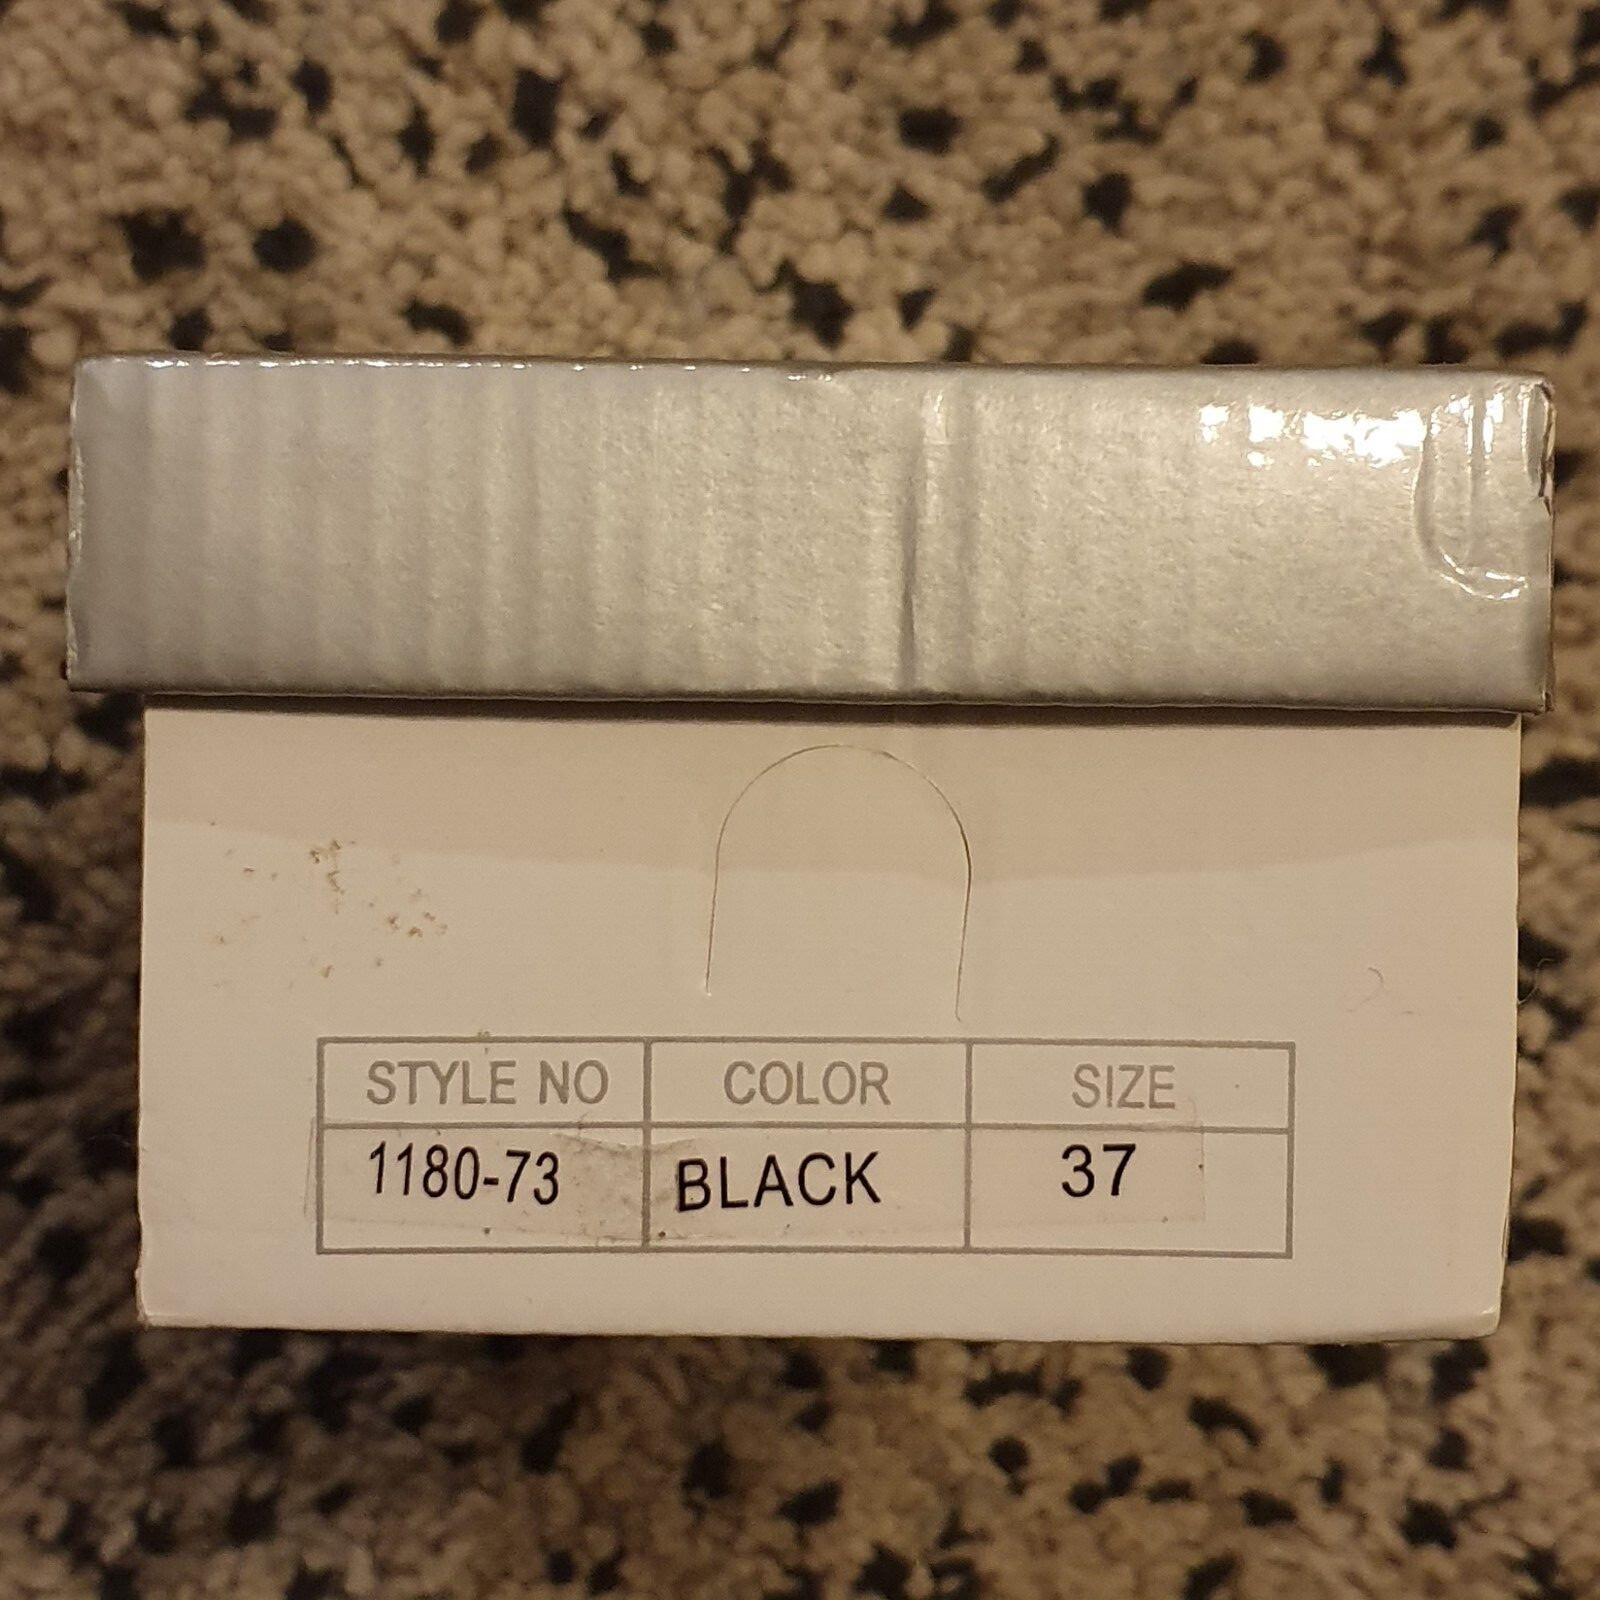 STYLE NO COLOR SIZE
1180-73 BLACK 37